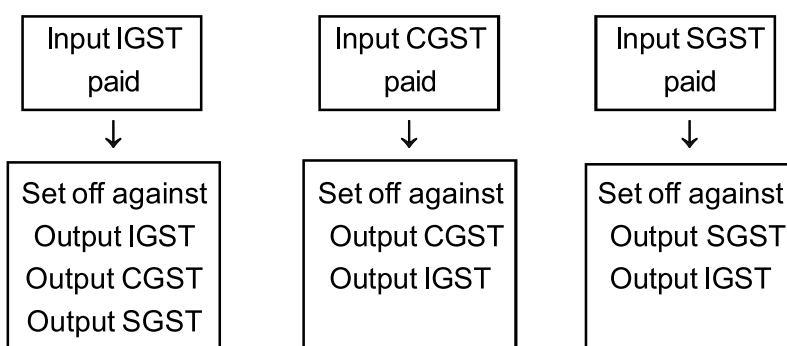 Input IGST
paid
↓
Set off against
Output IGST
Output CGST
Output SGST
Input CGST
paid
↓
Set off against
Output CGST
Output IGST
Input SGST
paid
↓
Set off against
Output SGST
Output IGST